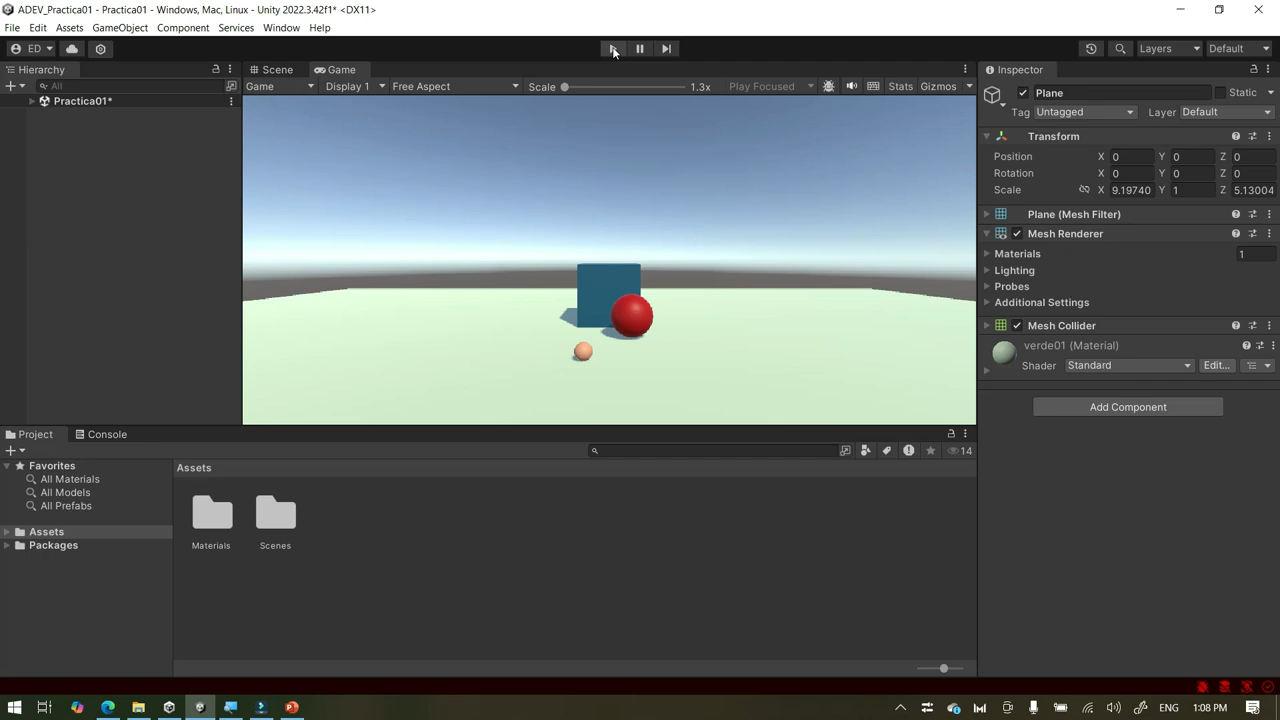 ADEV_Practica01 - Practica01 - Windows, Mac, Linux - Unity 2022.3.42f1* <DX11>
File Edit Assets GameObject Component Services Window Help
ED Layers Default
Hierarchy Scene Game Inspector
All Game Display 1 Free Aspect Scale 1.3x Play Focused Stats Gizmos Plane Static
Practica01*
Tag Untagged Layer Default
Transform
Position X 0 Y 0 Z 0
Rotation X 0 Y 0 Z 0
Scale X 9.19740 Y 1 Z 5.13004
Plane (Mesh Filter)
Mesh Renderer
Materials 1
Lighting
Probes
Additional Settings
Mesh Collider
verde01 (Material)
Shader Standard Edit...
Add Component
Project Console
14
Favorites Assets
All Materials
All Models
All Prefabs
Assets
Packages
Materials Scenes
ENG 1:08 PM